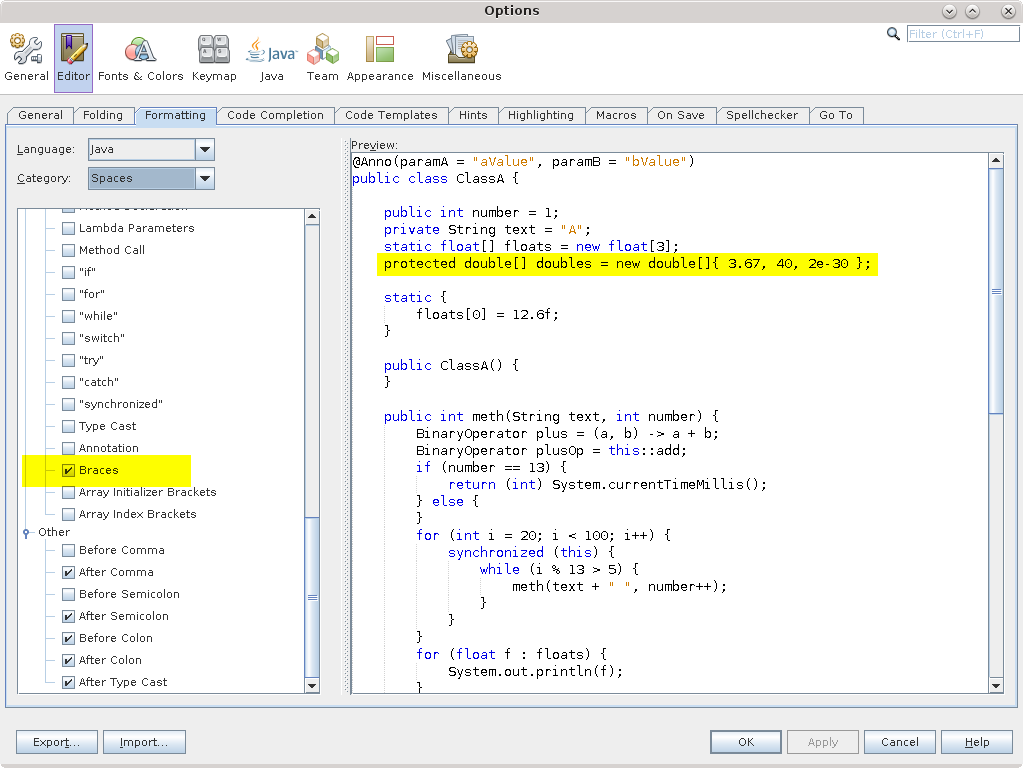 Options
Filter (Ctrl+F)
General
Editor
Fonts & Colors
Keymap
Java
Java
Team
Appearance
Miscellaneous
General
Folding
Formatting
Code Completion
Code Templates
Hints
Highlighting
Macros
On Save
Spellchecker
Go To
Language:
Java
Category:
Spaces
Lambda Parameters
Method Call
"if"
"for"
"while"
"switch"
"try"
"catch"
"synchronized"
Type Cast
Annotation
Braces
Array Initializer Brackets
Array Index Brackets
Other
Before Comma
After Comma
Before Semicolon
After Semicolon
Before Colon
After Colon
After Type Cast
Preview:
@Anno(paramA = "aValue", paramB = "bValue")
public class ClassA {
public int number = 1;
private String text = "A";
static float[] floats = new float[3];
protected double[] doubles = new double[]{ 3.67, 40, 2e-30 };
static {
floats[0] = 12.6f;
}
public ClassA() {
}
public int meth(String text, int number) {
BinaryOperator plus = (a, b) -> a + b;
BinaryOperator plusOp = this::add;
if (number == 13) {
return (int) System.currentTimeMillis();
} else {
}
for (int i = 20; i < 100; i++) {
synchronized (this) {
while (i % 13 > 5) {
meth(text + " ", number++);
}
}
}
for (float f : floats) {
System.out.println(f);
}
Export...
Import...
OK
Apply
Cancel
Help